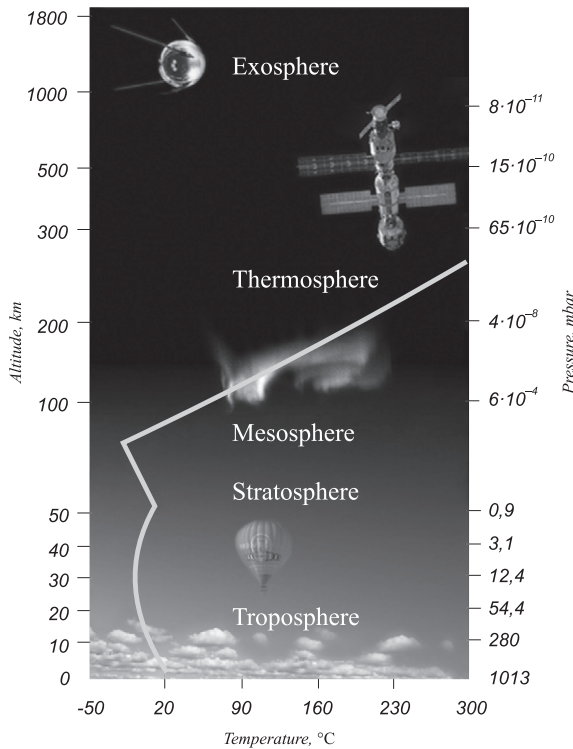 1800
1000
500
300
200
100
50
40
30
20
10
0
Altitude, km
Exosphere
Thermosphere
Mesosphere
Stratosphere
Troposphere
8·10⁻¹¹
15·10⁻¹⁰
65·10⁻¹⁰
4·10⁻⁸
6·10⁻⁴
0,9
3,1
12,4
54,4
280
1013
Pressure, mbar
-50 20 90 160 230 300
Temperature, °C